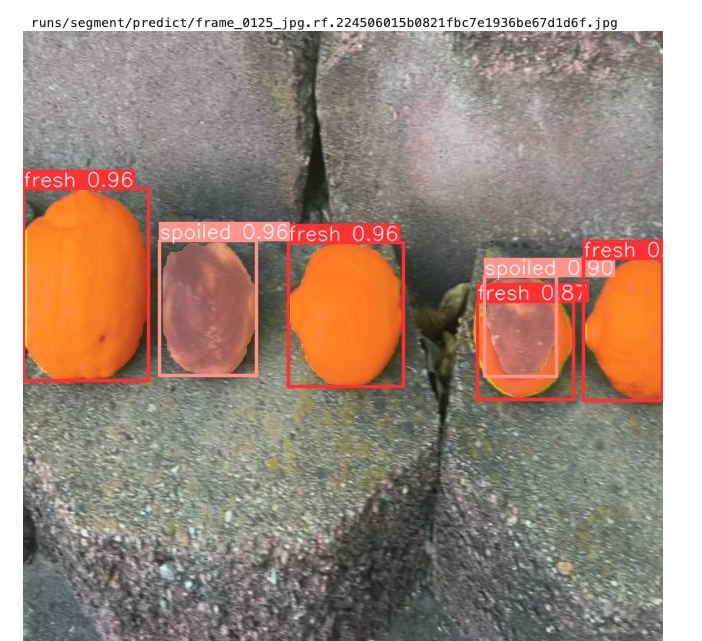 runs/segment/predict/frame_0125_jpg.rf.224506015b0821fbc7e1936be67d1d6f.jpg
fresh 0.96
spoiled 0.96
fresh 0.96
fresh 0.
spoiled 0.90
fresh 0.87